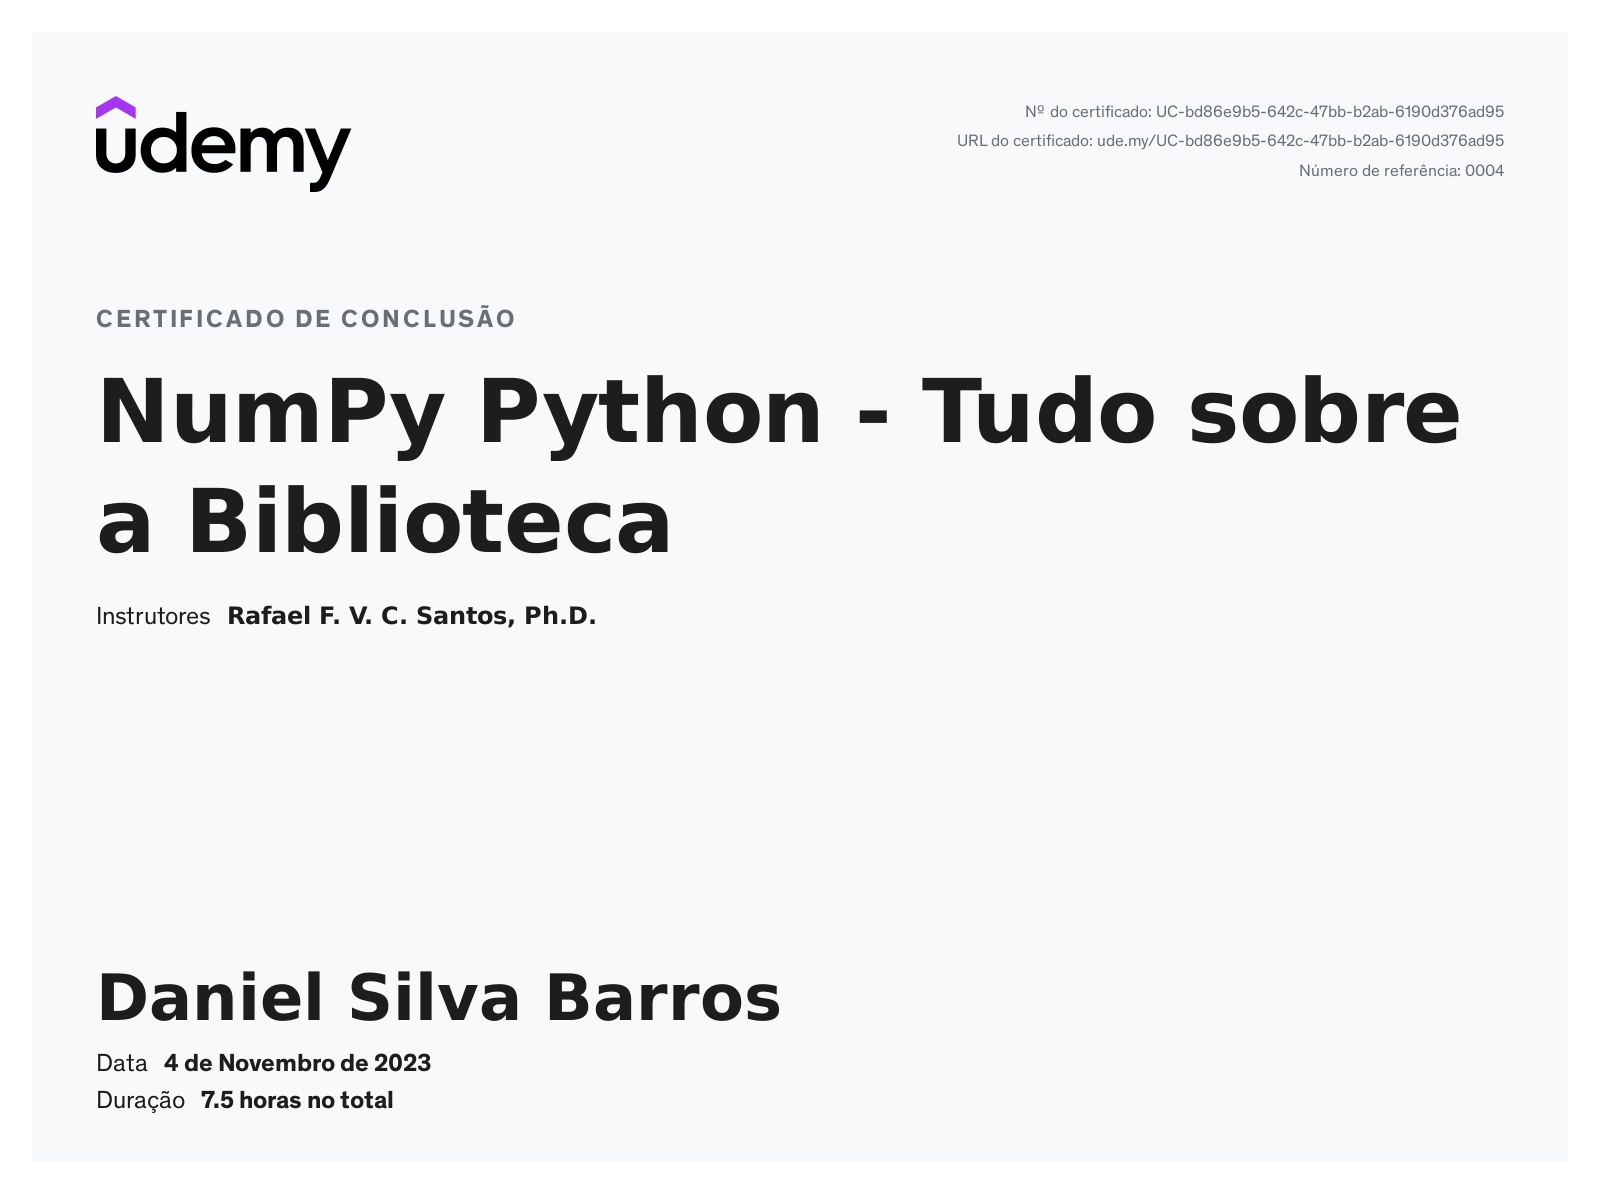 udemy
Nº do certificado: UC-bd86e9b5-642c-47bb-b2ab-6190d376ad95
URL do certificado: ude.my/UC-bd86e9b5-642c-47bb-b2ab-6190d376ad95
Número de referência: 0004
CERTIFICADO DE CONCLUSÃO
NumPy Python - Tudo sobre
a Biblioteca
Instrutores Rafael F. V. C. Santos, Ph.D.
Daniel Silva Barros
Data 4 de Novembro de 2023
Duração 7.5 horas no total